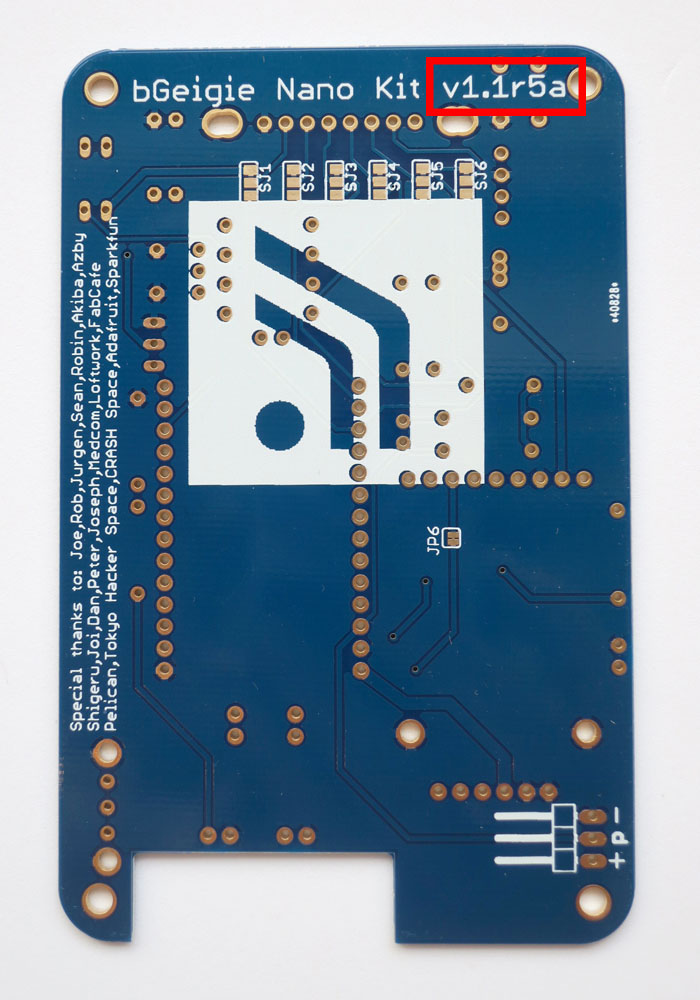 bGeigie Nano Kit v1.1r5a
SJ1 SJ2 SJ3 SJ4 SJ5 SJ6
*40828*
Special thanks to: Joe,Rob,Jurgen,Sean,Robin,Akiba,Azby
Shigeru,Joi,Dan,Peter,Joseph,Medcom,Loftwork,FabCafe
Pelican,Tokyo Hacker Space,CRASH Space,Adafruit,Sparkfun
JP6
+ p -